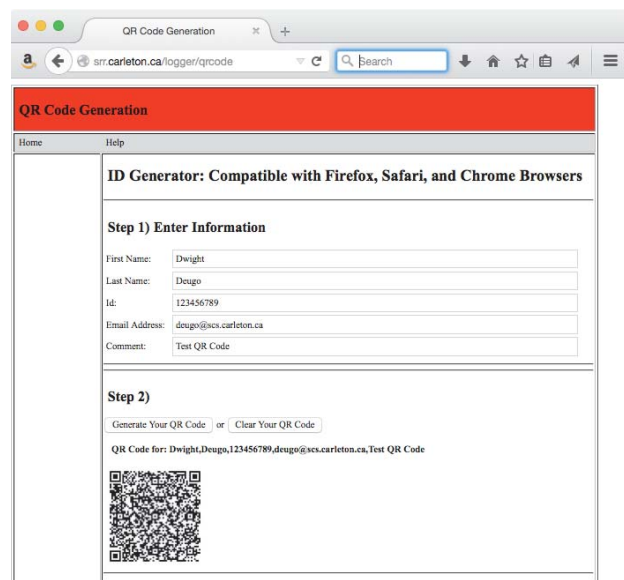 QR Code Generation
srr.carleton.ca/logger/qrcode
Search
QR Code Generation
Home Help
ID Generator: Compatible with Firefox, Safari, and Chrome Browsers
Step 1) Enter Information
First Name: Dwight
Last Name: Deugo
Id: 123456789
Email Address: deugo@scs.carleton.ca
Comment: Test QR Code
Step 2)
Generate Your QR Code or Clear Your QR Code
QR Code for: Dwight,Deugo,123456789,deugo@scs.carleton.ca,Test QR Code